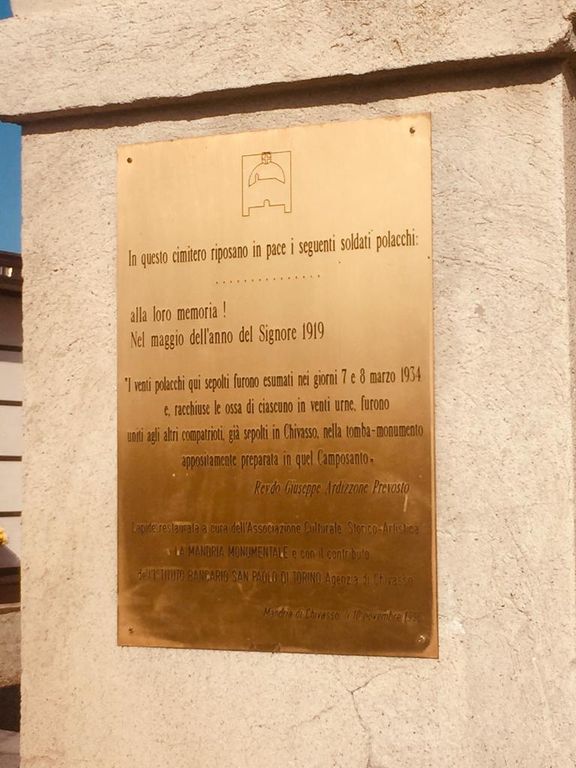 In questo cimitero riposano in pace i seguenti soldati polacchi:
. . . . . . . . . . . . . . .
alla loro memoria !
Nel maggio dell'anno del Signore 1919
"I venti polacchi qui sepolti furono esumati nei giorni 7 e 8 marzo 1934
e, racchiuse le ossa di ciascuno in venti urne, furono
uniti agli altri compatrioti, già sepolti in Chivasso, nella tomba-monumento
appositamente preparata in quel Camposanto"
Rev.do Giuseppe Ardizzone Prevosto
Lapide restaurata a cura dell'Associazione Culturale Storico-Artistica
LA MANDRIA MONUMENTALE e con il contributo
dell'ISTITUTO BANCARIO SAN PAOLO DI TORINO Agenzia di Chivasso
Mandria di Chivasso, li 10 novembre